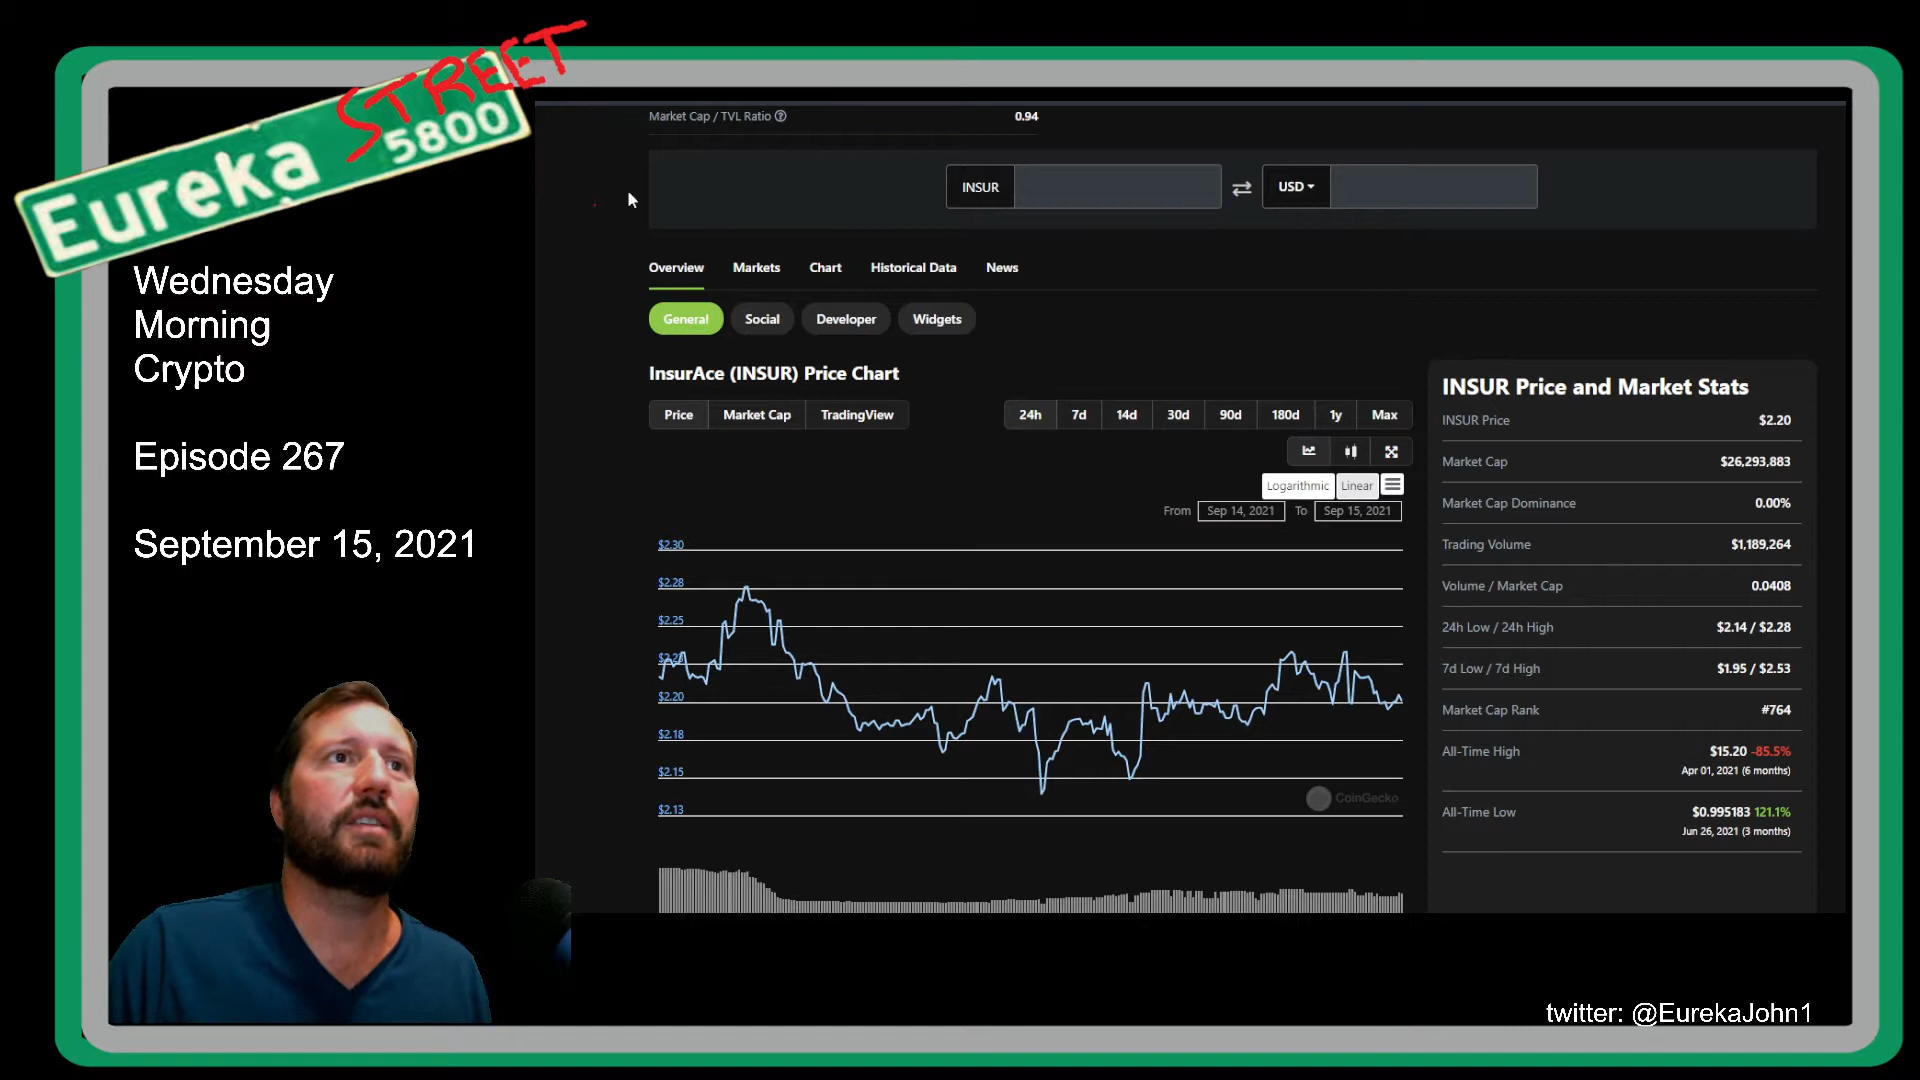 Eureka STREET
5800
Wednesday
Morning
Crypto
Episode 267
September 15, 2021
Market Cap / TVL Ratio ? 0.94
INSUR USD
Overview Markets Chart Historical Data News
General Social Developer Widgets
InsurAce (INSUR) Price Chart
Price Market Cap TradingView 24h 7d 14d 30d 90d 180d 1y Max
Logarithmic Linear
From Sep 14, 2021 To Sep 15, 2021
$2.30
$2.28
$2.25
$2.23
$2.20
$2.18
$2.15
$2.13
CoinGecko
INSUR Price and Market Stats
INSUR Price $2.20
Market Cap $26,293,883
Market Cap Dominance 0.00%
Trading Volume $1,189,264
Volume / Market Cap 0.0408
24h Low / 24h High $2.14 / $2.28
7d Low / 7d High $1.95 / $2.53
Market Cap Rank #764
All-Time High $15.20 -85.5%
Apr 01, 2021 (6 months)
All-Time Low $0.995183 121.1%
Jun 26, 2021 (3 months)
twitter: @EurekaJohn1